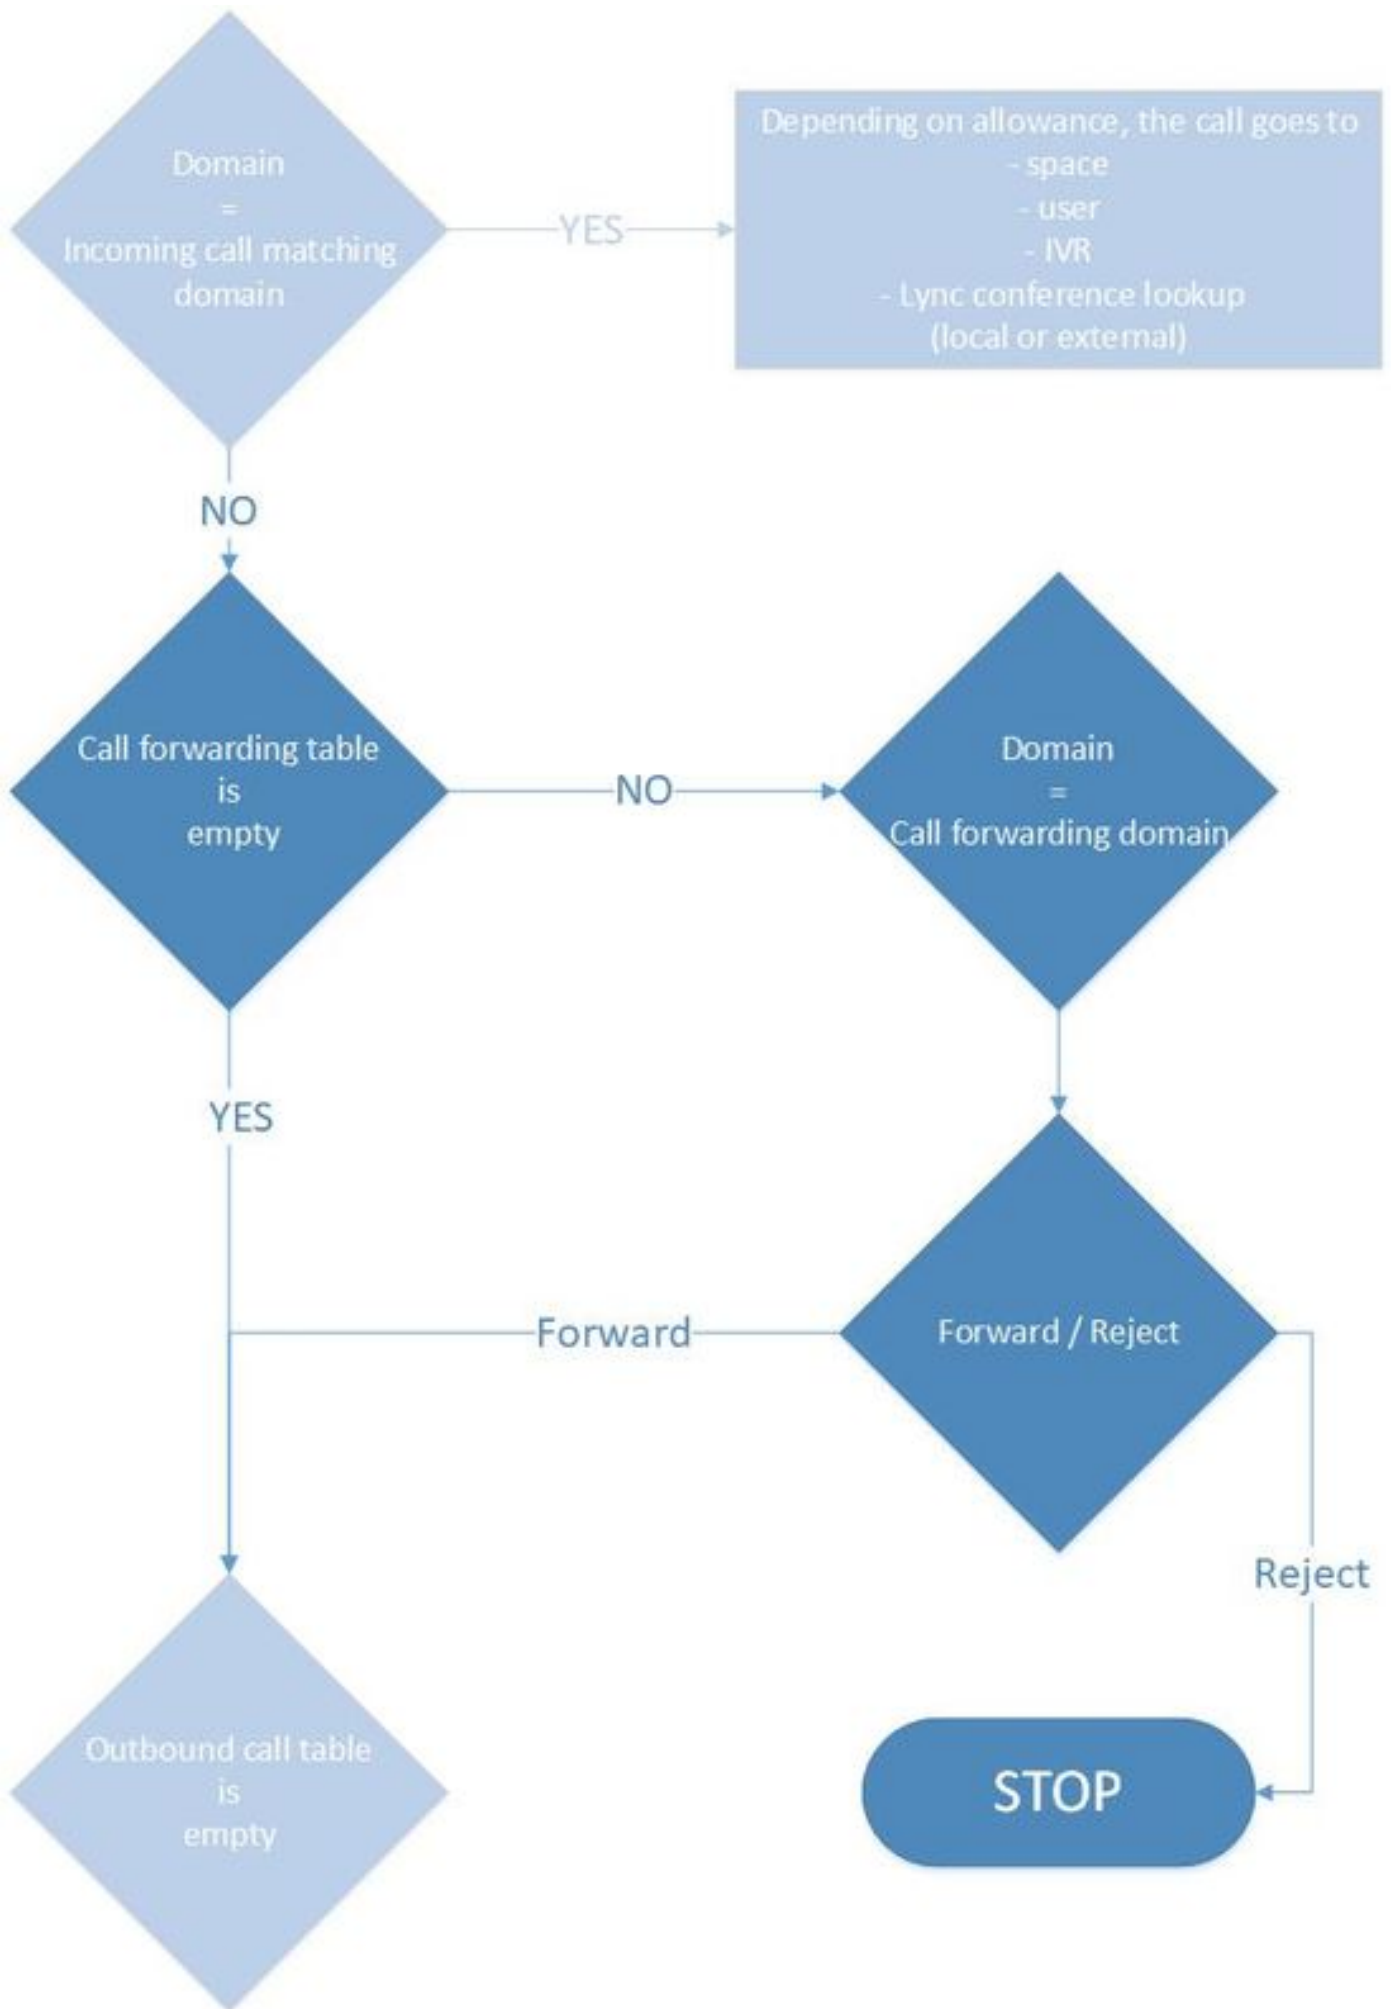 Domain
=
Incoming call matching
domain
YES
Depending on allowance, the call goes to
- space
- user
- IVR
- Lync conference lookup
(local or external)
NO
Call forwarding table
is
empty
NO
Domain
=
Call forwarding domain
YES
Forward
Forward / Reject
Reject
Outbound call table
is
empty
STOP